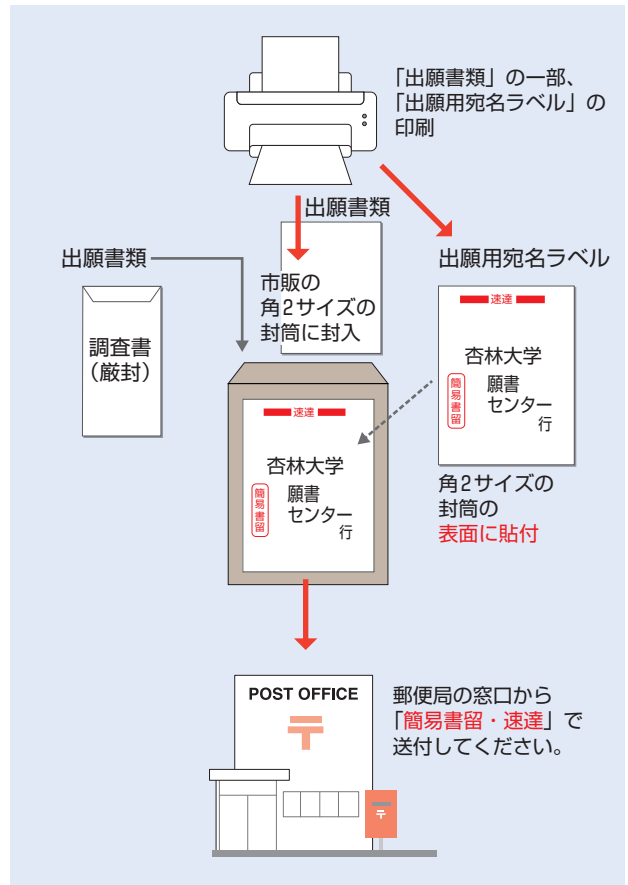 「出願書類」の一部、
「出願用宛名ラベル」の
印刷
出願書類
出願書類
出願用宛名ラベル
市販の
角2サイズの
封筒に封入
調査書
（厳封）
速達
杏林大学
簡易書留
願書
センター
行
速達
杏林大学
簡易書留
願書
センター
行
角2サイズの
封筒の
表面に貼付
POST OFFICE
〒
〒
郵便局の窓口から
「簡易書留・速達」で
送付してください。